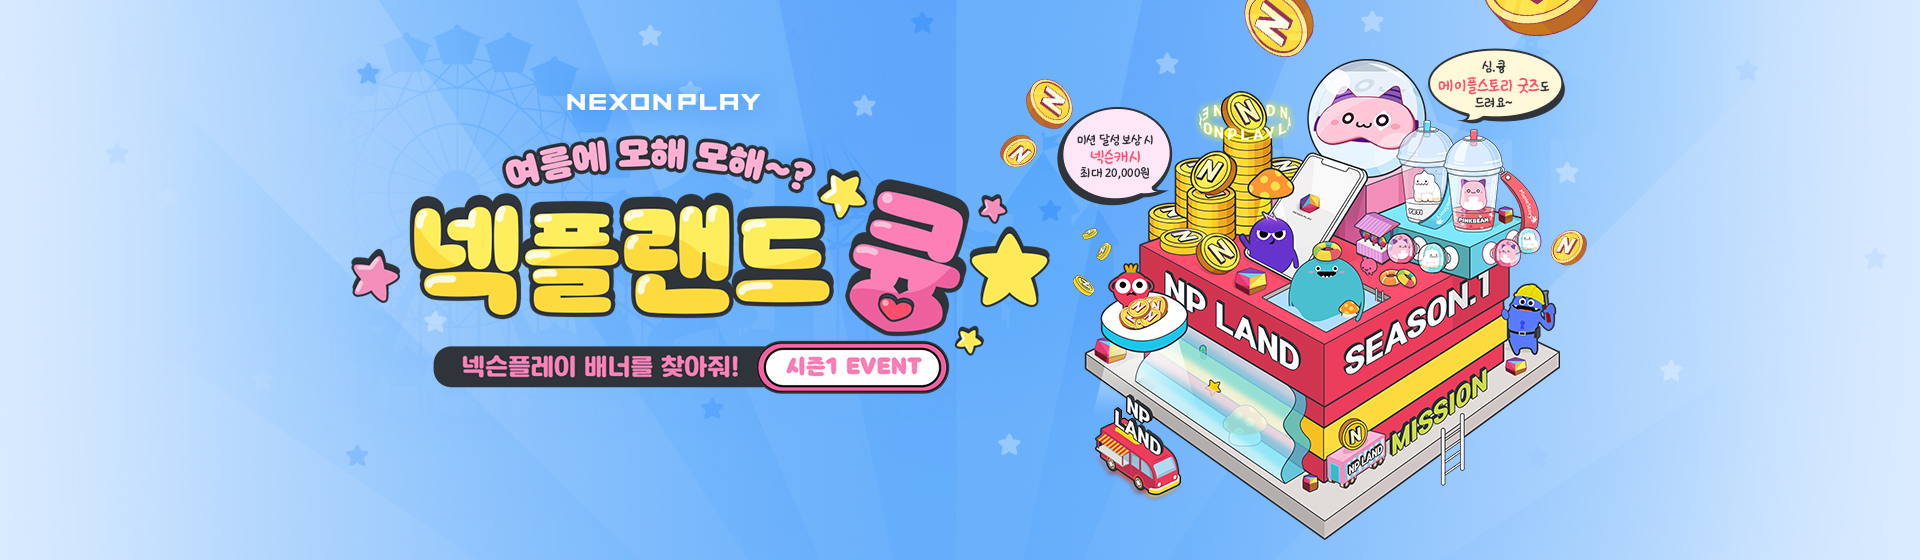 NEXON PLAY
여름에 모해 모해~?
넥플랜드 쿵
넥슨플레이 배너를 찾아줘!
시즌1 EVENT
미션 달성 보상 시
넥슨캐시
최대 20,000원
심.쿵
메이플스토리 굿즈도
드려요~
NEXON PLAY
YETI
PINKBEAN
NP LAND
SEASON.1
MISSION
NP
LAND
NP LAND